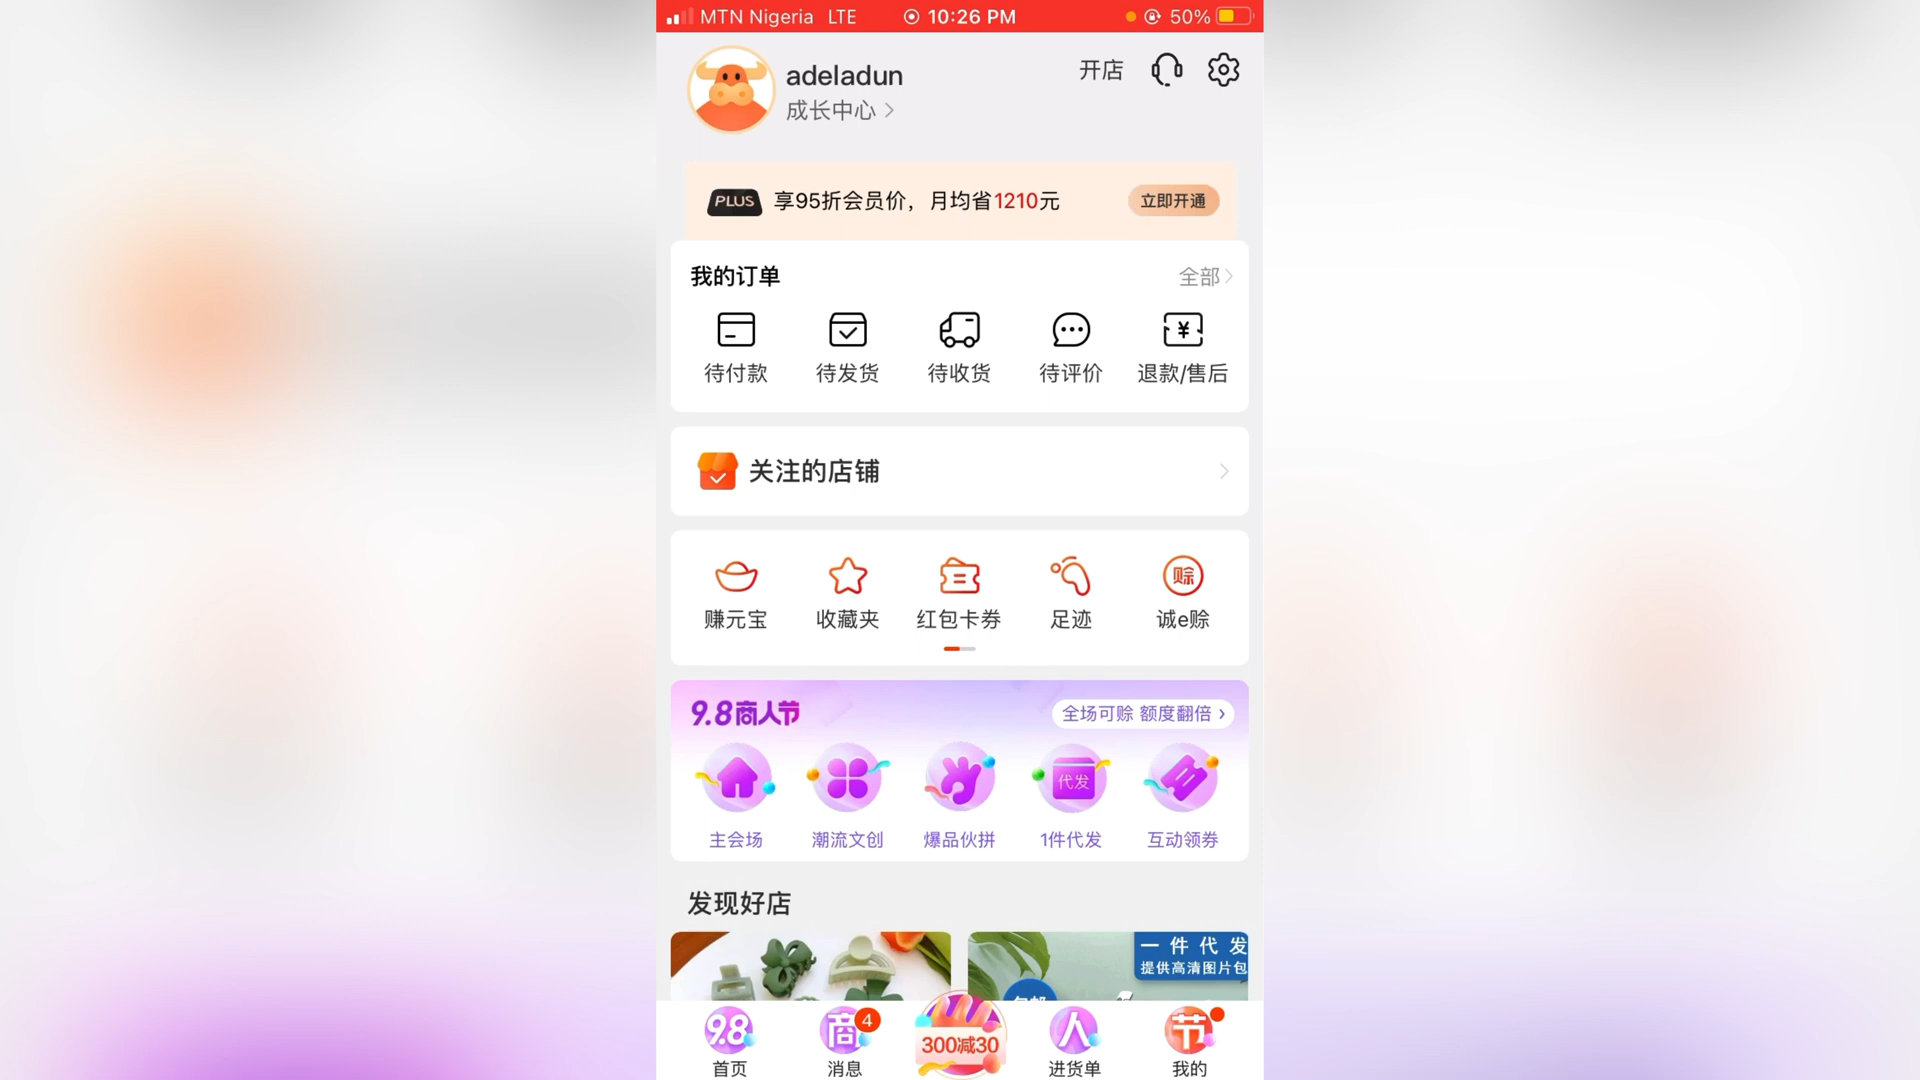 MTN Nigeria LTE 10:26 PM 50%
adeladun
成长中心
开店
PLUS 享95折会员价，月均省1210元 立即开通
我的订单 全部
待付款 待发货 待收货 待评价 退款/售后
关注的店铺
赊
赚元宝 收藏夹 红包卡券 足迹 诚e赊
9.8商人节 全场可赊 额度翻倍
代发
主会场 潮流文创 爆品伙拼 1件代发 互动领券
发现好店
一件代发
提供高清图片包
包邮
9.8 商 4 300减30 人 节
首页 消息 进货单 我的